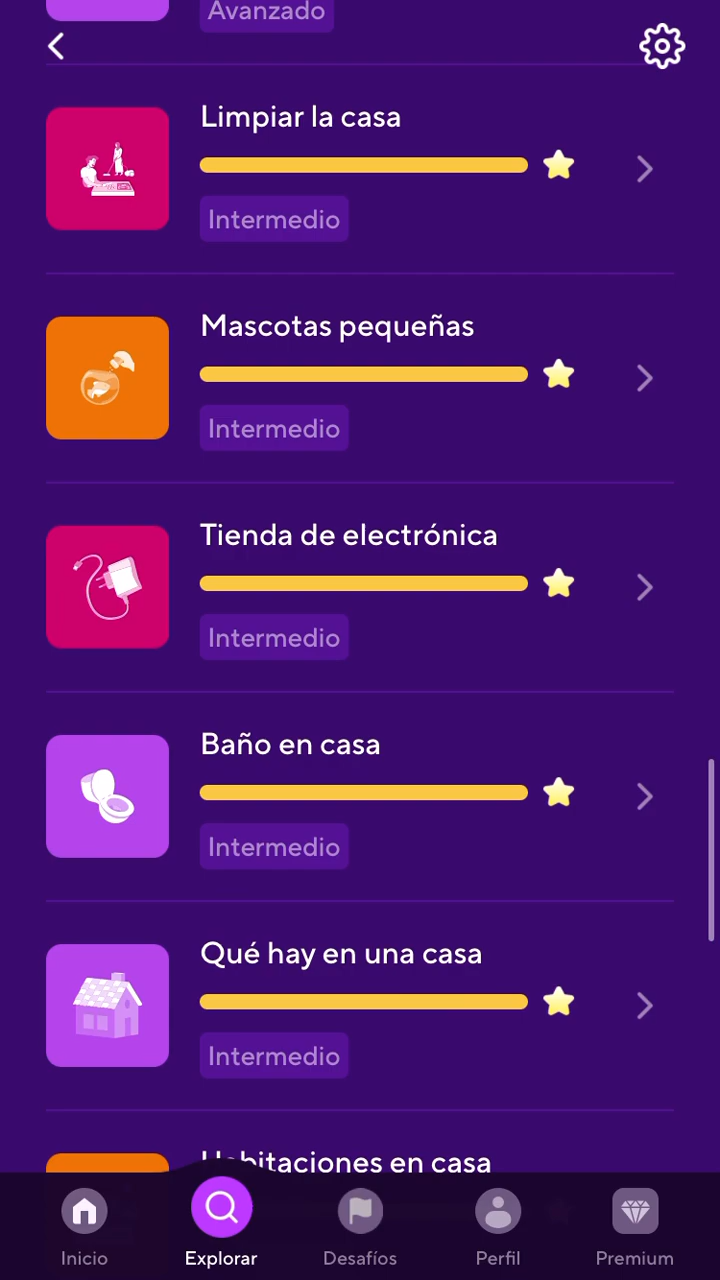 Avanzado
Limpiar la casa
Intermedio
Mascotas pequeñas
Intermedio
Tienda de electrónica
Intermedio
Baño en casa
Intermedio
Qué hay en una casa
Intermedio
Habitaciones en casa
Inicio
Explorar
Desafíos
Perfil
Premium